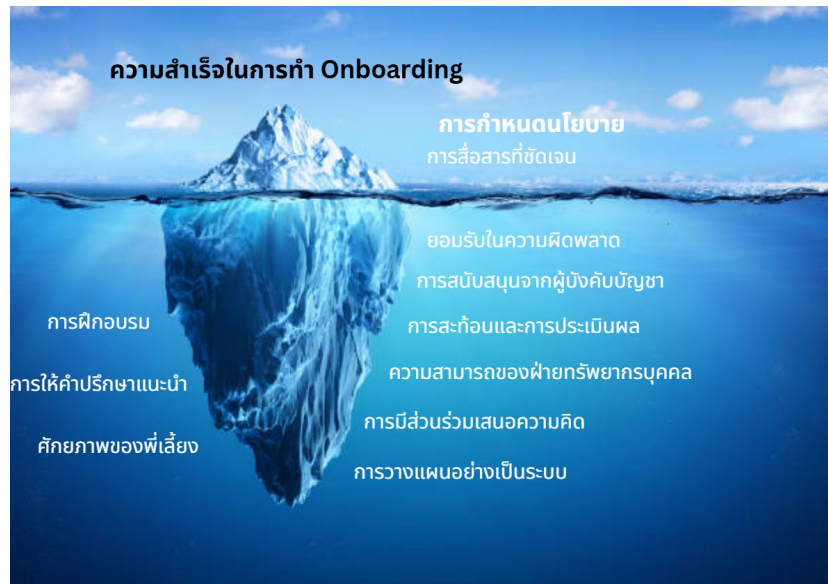 ความสำเร็จในการทำ Onboarding
การกำหนดนโยบาย
การสื่อสารที่ชัดเจน
ยอมรับในความผิดพลาด
การสนับสนุนจากผู้บังคับบัญชา
การฝึกอบรม
การสะท้อนและการประเมินผล
ความสามารถของฝ่ายทรัพยากรบุคคล
การให้คำปรึกษาแนะนำ
การมีส่วนร่วมเสนอความคิด
ศักยภาพของพี่เลี้ยง
การวางแผนอย่างเป็นระบบ